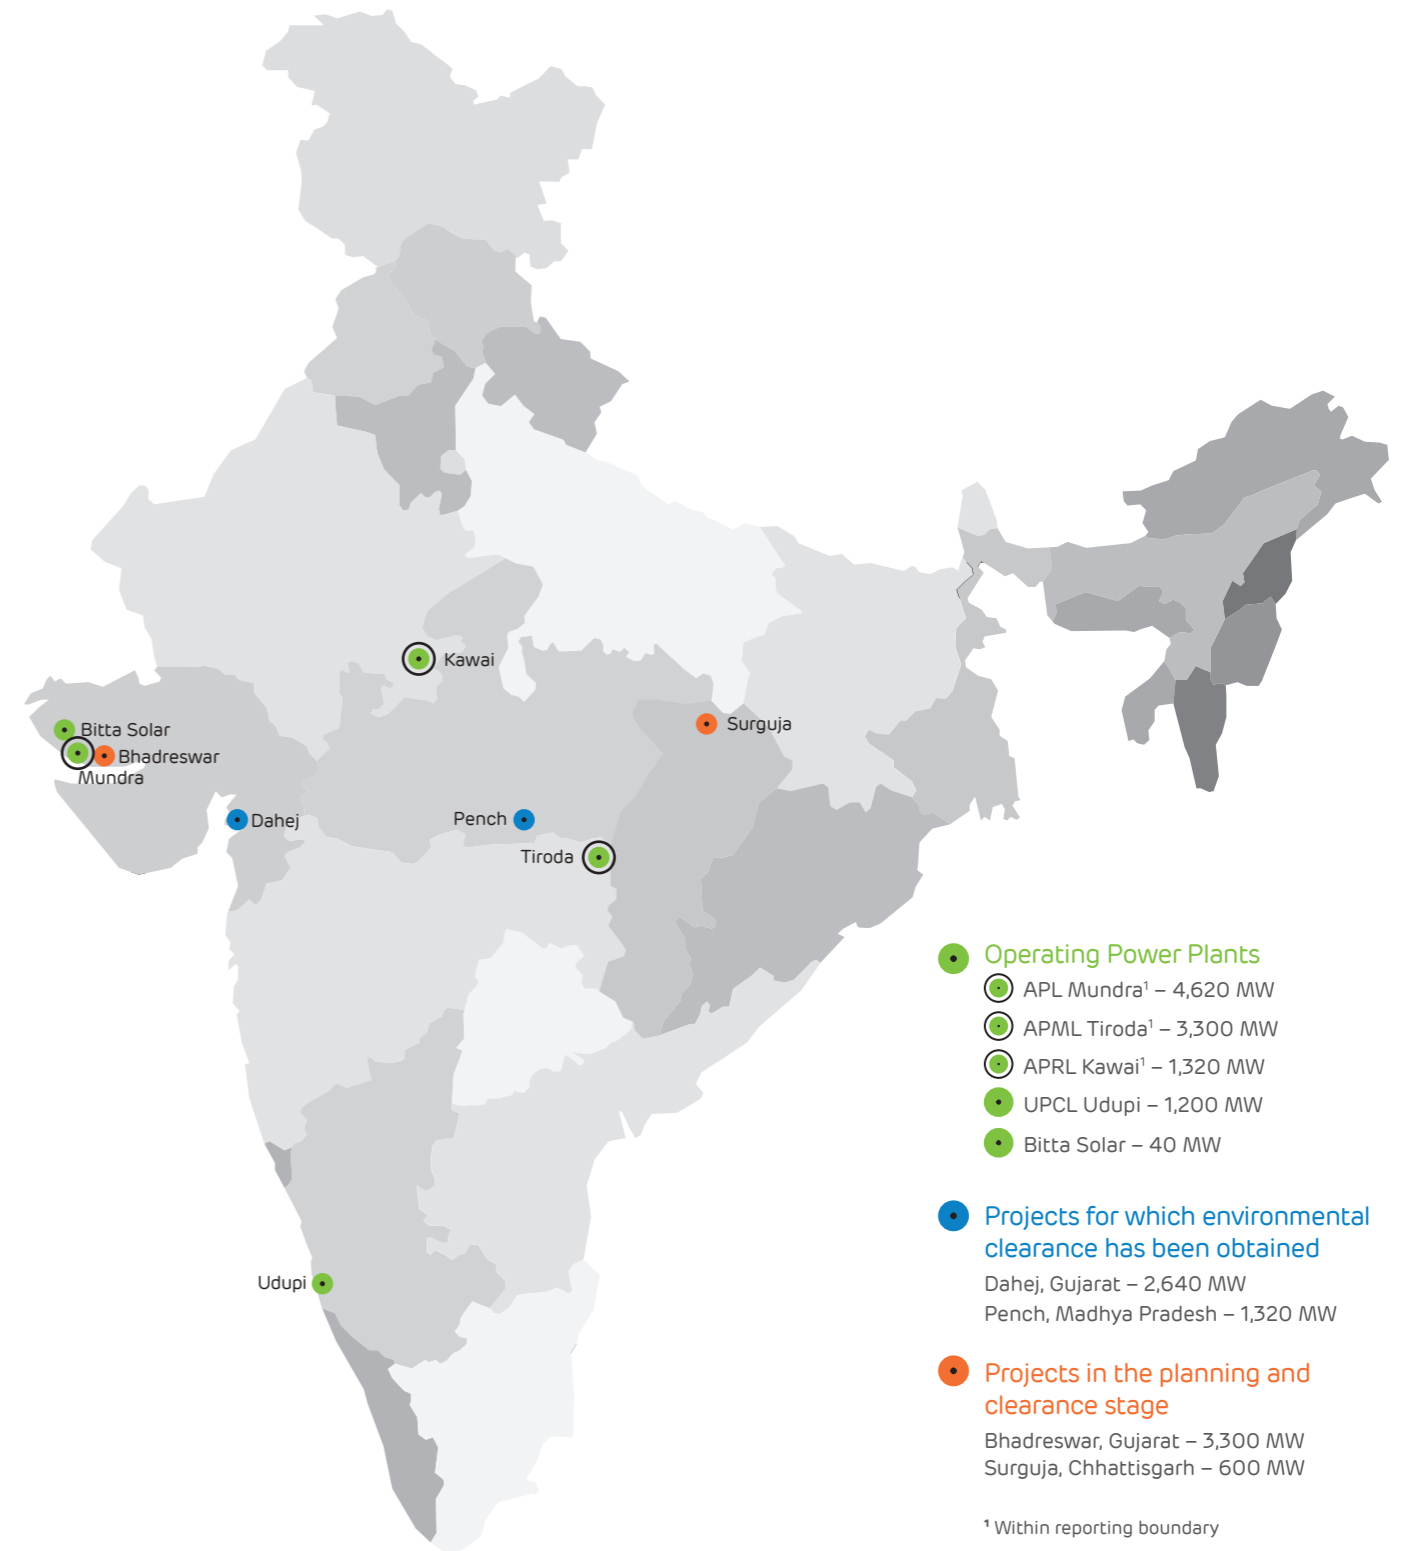 Kawai
Bitta Solar
Surguja
Bhadreswar
Mundra
Dahej
Pench
Tiroda
Udupi
Operating Power Plants
APL Mundra¹ – 4,620 MW
APML Tiroda¹ – 3,300 MW
APRL Kawai¹ – 1,320 MW
UPCL Udupi – 1,200 MW
Bitta Solar – 40 MW
Projects for which environmental
clearance has been obtained
Dahej, Gujarat – 2,640 MW
Pench, Madhya Pradesh – 1,320 MW
Projects in the planning and
clearance stage
Bhadreswar, Gujarat – 3,300 MW
Surguja, Chhattisgarh – 600 MW
¹ Within reporting boundary